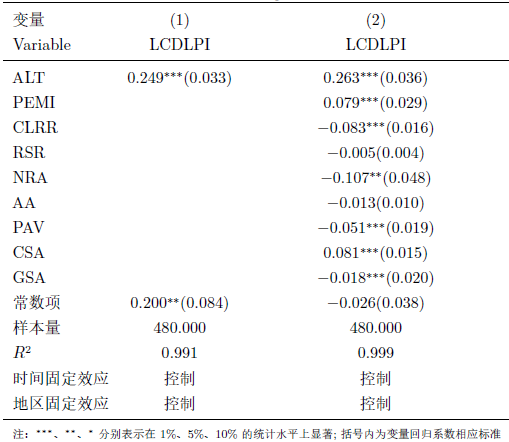 变量 (1) (2)
Variable LCDLPI LCDLPI
ALT 0.249***(0.033) 0.263***(0.036)
PEMI 0.079***(0.029)
CLRR −0.083***(0.016)
RSR −0.005(0.004)
NRA −0.107**(0.048)
AA −0.013(0.010)
PAV −0.051***(0.019)
CSA 0.081***(0.015)
GSA −0.018***(0.020)
常数项 0.200**(0.084) −0.026(0.038)
样本量 480.000 480.000
R² 0.991 0.999
时间固定效应 控制 控制
地区固定效应 控制 控制
注: ***、**、* 分别表示在 1%、5%、10% 的统计水平上显著; 括号内为变量回归系数相应标准